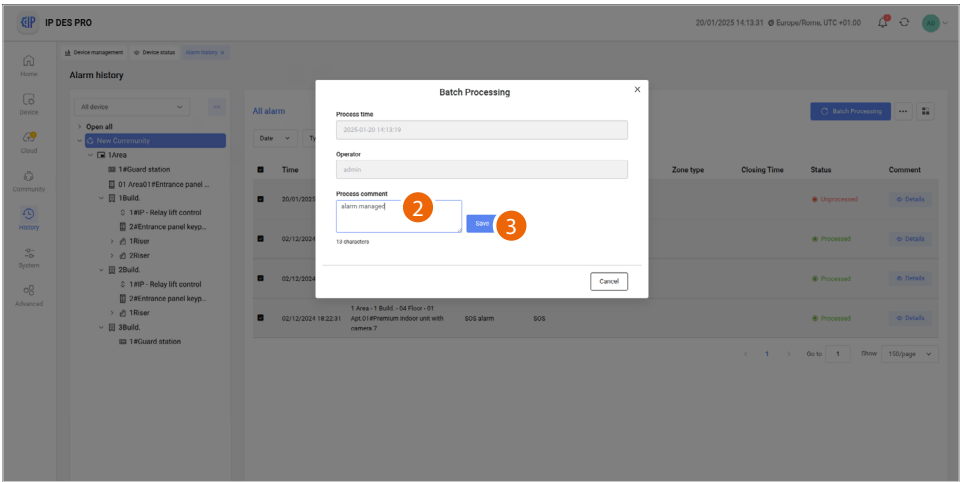 IP DES PRO
20/01/2025 14:13:31 Europe/Rome, UTC +01:00
AD
Device management
Device status
Alarm history
Home
Device
Cloud
Community
History
System
Advanced
Alarm history
All device
Open all
New Community
1Area
1#Guard station
01 Area01#Entrance panel ...
1Build.
1#IP - Relay lift control
2#Entrance panel keyp...
1Riser
2Riser
2Build.
1#IP - Relay lift control
2#Entrance panel keyp...
1Riser
3Build.
1#Guard station
All alarm
Batch Processing
Date
Ty
Time
Zone type
Closing Time
Status
Comment
20/01/2025
Unprocessed
Details
02/12/2024
Processed
Details
02/12/2024
Processed
Details
02/12/2024 18:22:31
1 Area - 1 Build. - 04 Floor - 01
Apt.01#Premium indoor unit with
camera 7
SOS alarm
SOS
Processed
Details
1
Go to
1
Show
150/page
Batch Processing
X
Process time
2025-01-20 14:13:19
Operator
admin
Process comment
alarm managed
2
Save
3
13 characters
Cancel